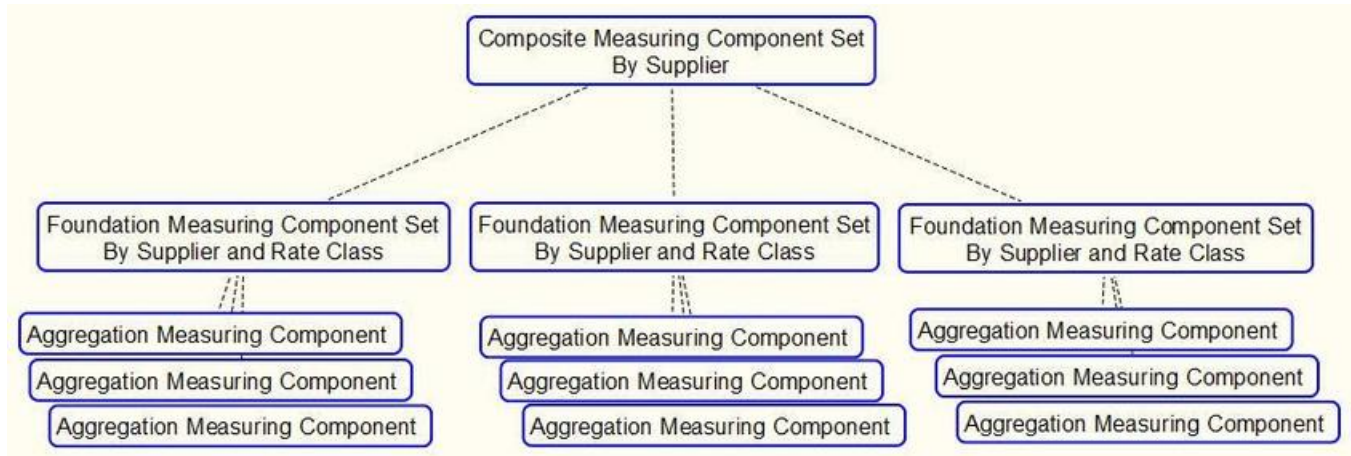 Composite Measuring Component Set
By Supplier
Foundation Measuring Component Set
By Supplier and Rate Class
Foundation Measuring Component Set
By Supplier and Rate Class
Foundation Measuring Component Set
By Supplier and Rate Class
Aggregation Measuring Component
Aggregation Measuring Component
Aggregation Measuring Component
Aggregation Measuring Component
Aggregation Measuring Component
Aggregation Measuring Component
Aggregation Measuring Component
Aggregation Measuring Component
Aggregation Measuring Component